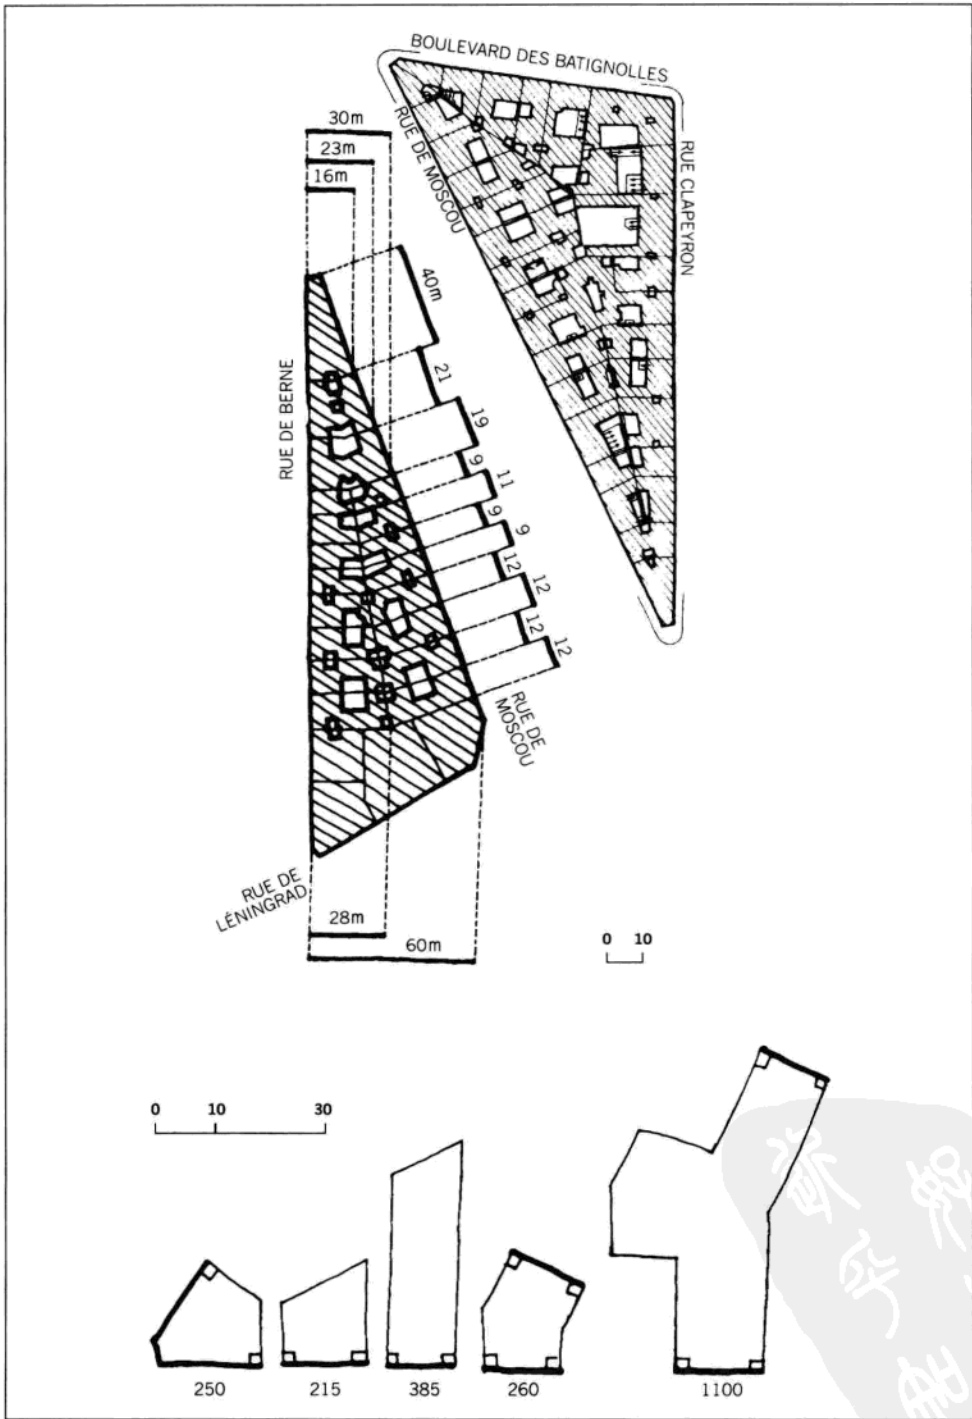 BOULEVARD DES BATIGNOLLES
RUE DE MOSCOU
RUE CLAPEYRON
30m
23m
16m
40m
21
19
9
11
9
9
12
12
12
12
RUE DE BERNE
RUE DE
MOSCOU
RUE DE
LÉNINGRAD
28m
60m
0 10
0 10 30
250
215
385
260
1100